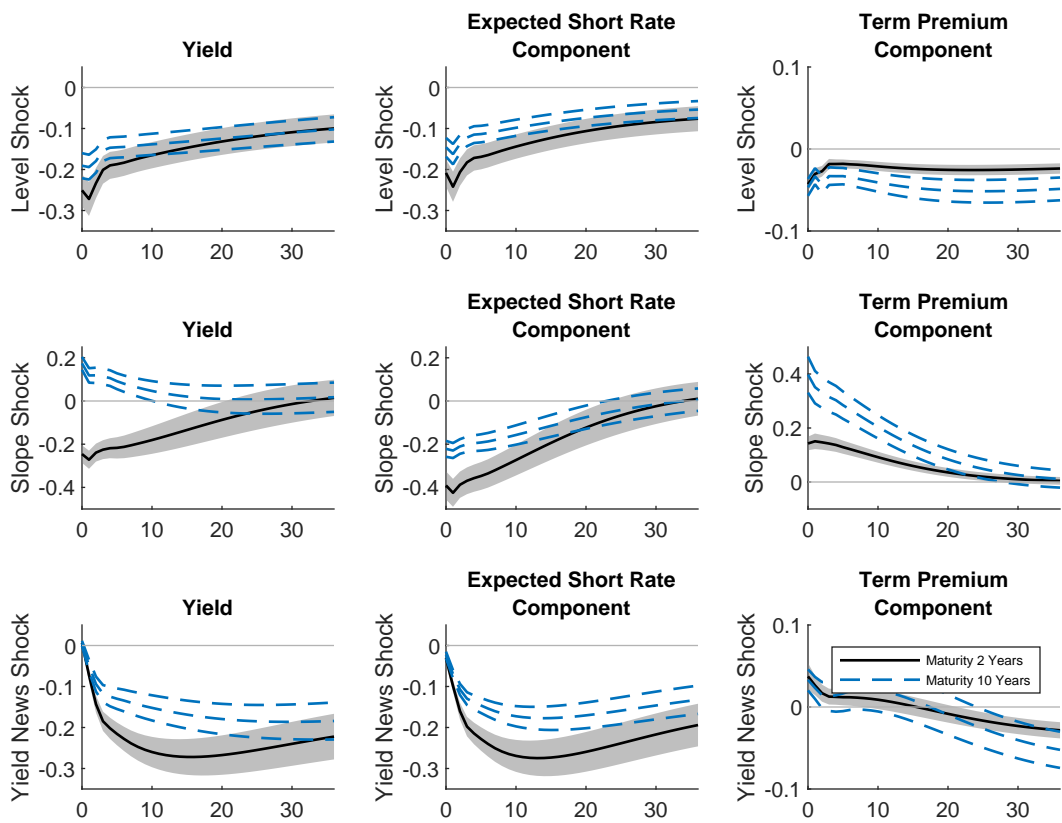 Yield
Expected Short Rate
Component
Term Premium
Component
Level Shock
0
-0.1
-0.2
-0.3
0
10
20
30
Level Shock
0
-0.1
-0.2
-0.3
0
10
20
30
Level Shock
0.1
0
-0.1
0
10
20
30
Yield
Expected Short Rate
Component
Term Premium
Component
Slope Shock
0.2
0
-0.2
-0.4
0
10
20
30
Slope Shock
0.2
0
-0.2
-0.4
0
10
20
30
Slope Shock
0.4
0.2
0
0
10
20
30
Yield
Expected Short Rate
Component
Term Premium
Component
Yield News Shock
0
-0.1
-0.2
-0.3
0
10
20
30
Yield News Shock
0
-0.1
-0.2
-0.3
0
10
20
30
Yield News Shock
0.1
0
-0.1
0
10
20
30
Maturity 2 Years
Maturity 10 Years